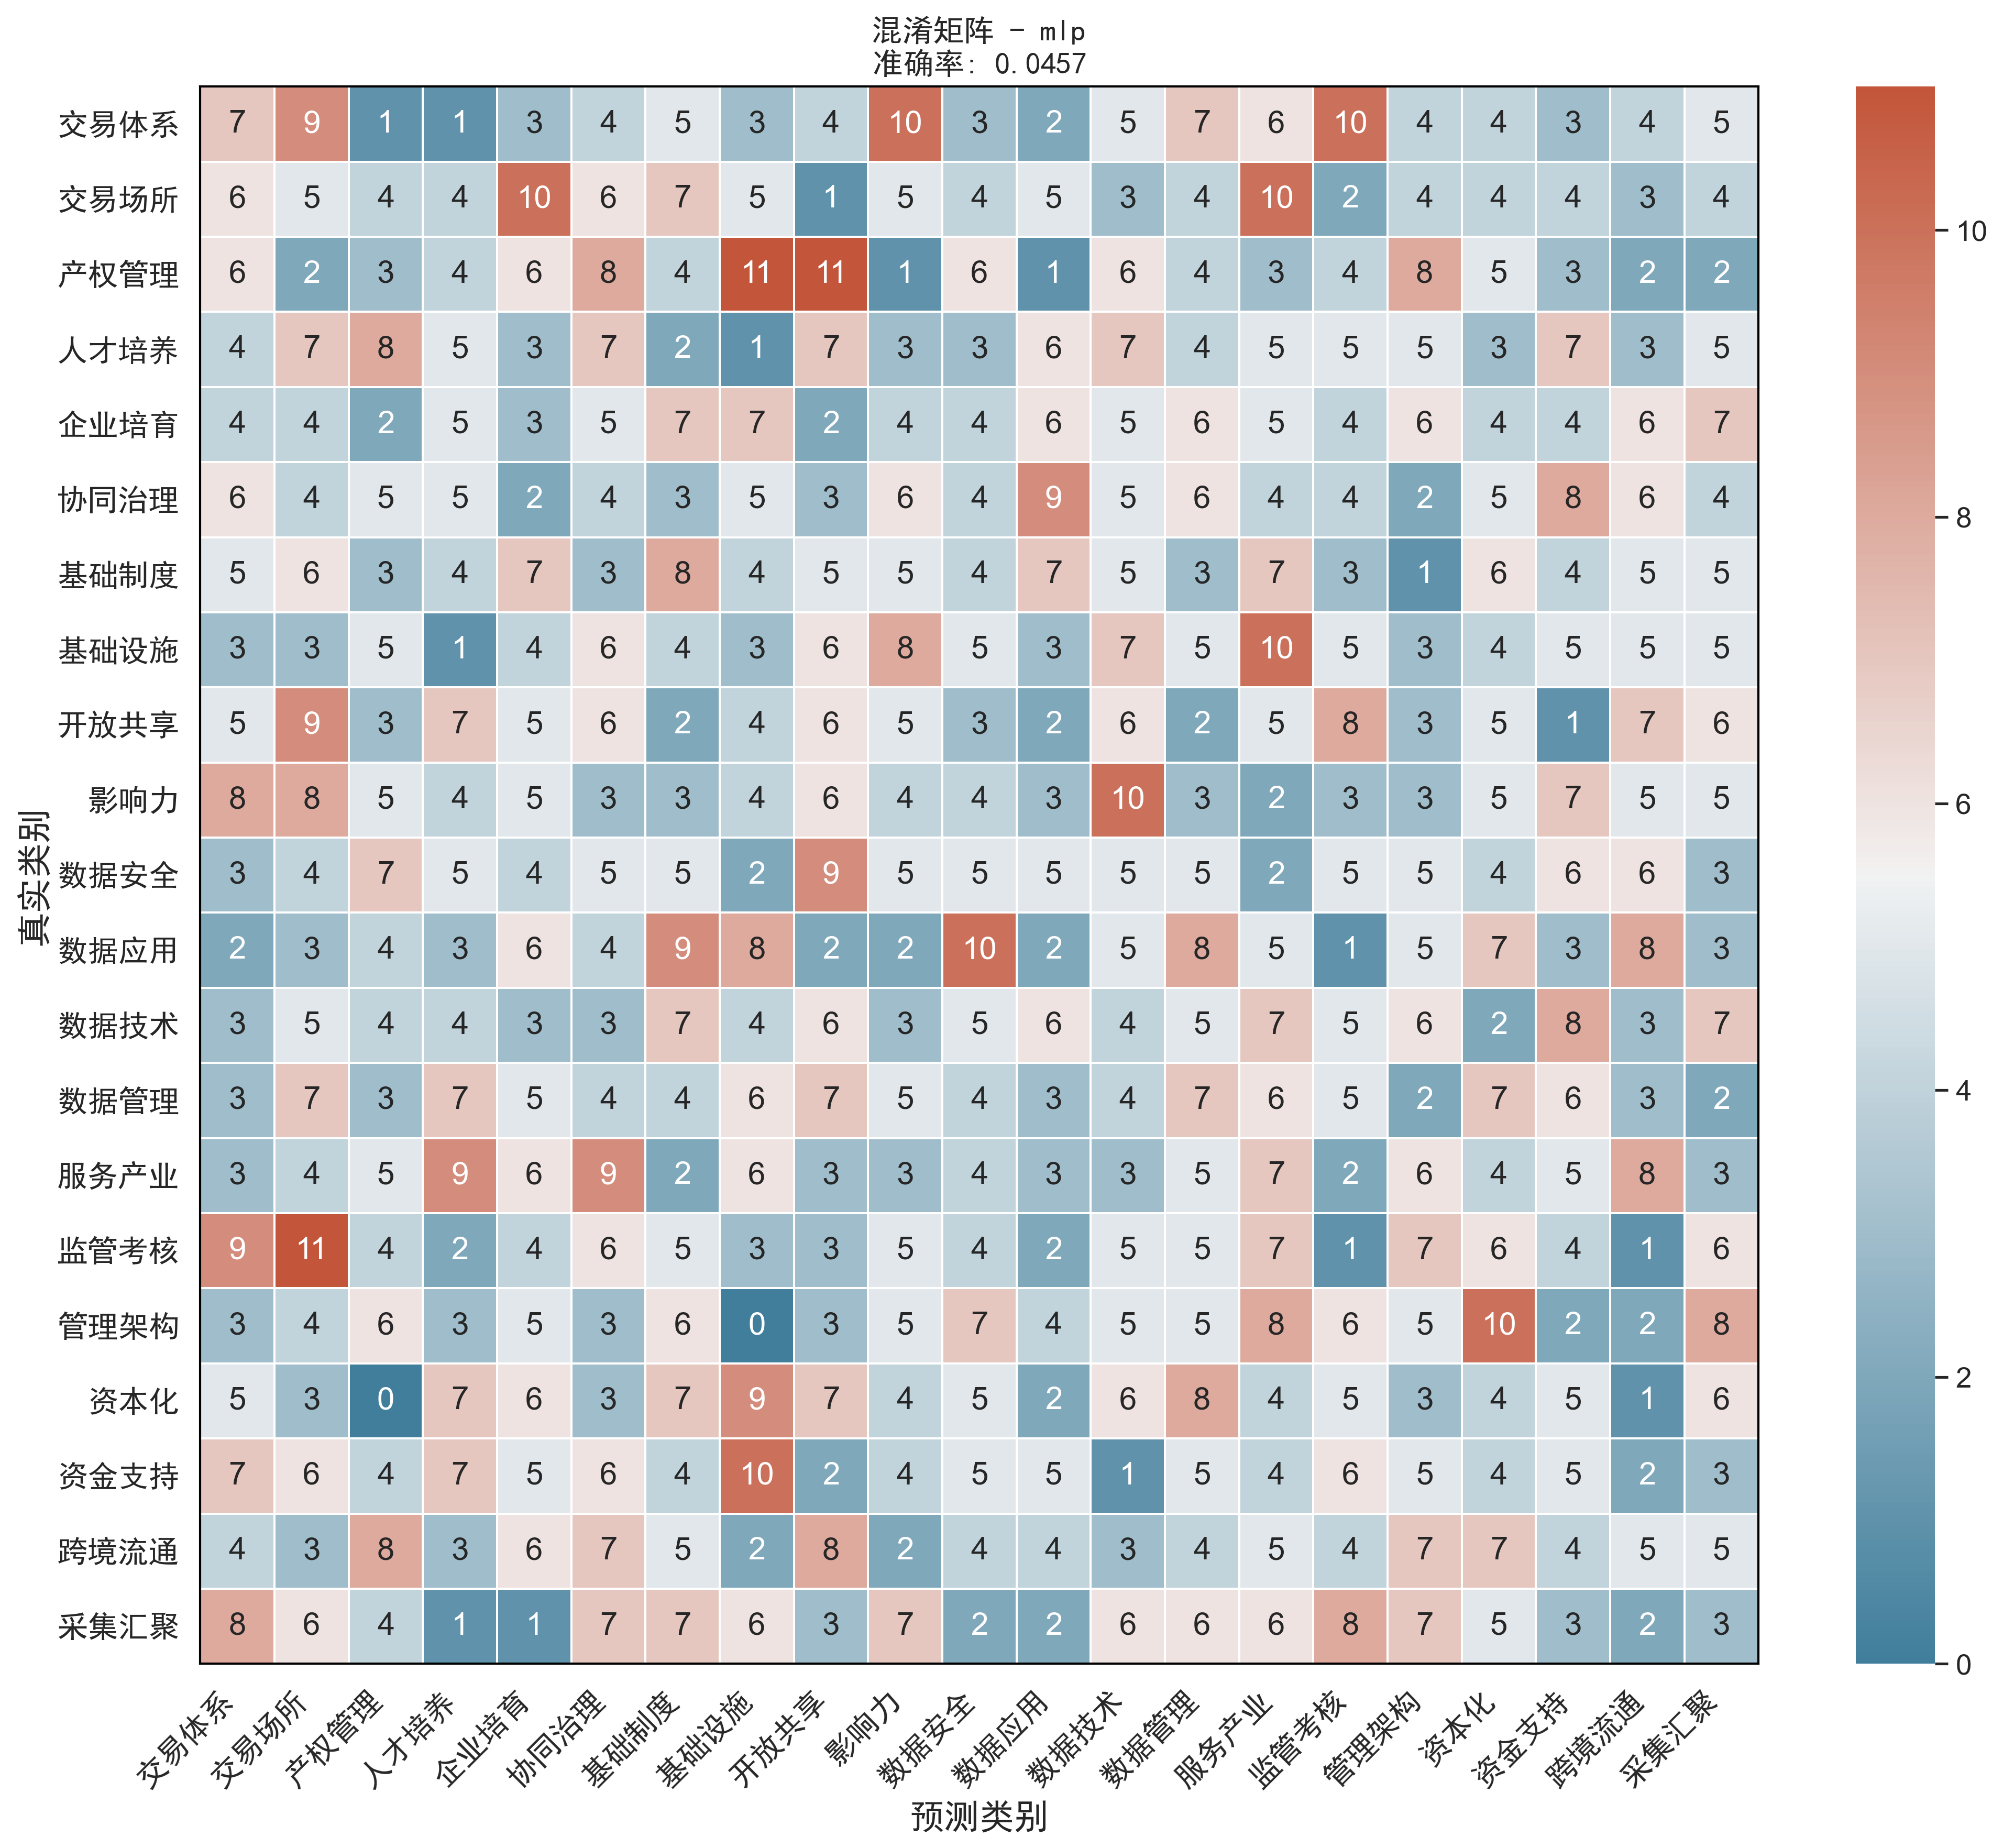 混淆矩阵 - mlp
准确率: 0.0457
交易体系 7 9 1 1 3 4 5 3 4 10 3 2 5 7 6 10 4 4 3 4 5
交易场所 6 5 4 4 10 6 7 5 1 5 4 5 3 4 10 2 4 4 4 3 4
产权管理 6 2 3 4 6 8 4 11 11 1 6 1 6 4 3 4 8 5 3 2 2
人才培养 4 7 8 5 3 7 2 1 7 3 3 6 7 4 5 5 5 3 7 3 5
企业培育 4 4 2 5 3 5 7 7 2 4 4 6 5 6 5 4 6 4 4 6 7
协同治理 6 4 5 5 2 4 3 5 3 6 4 9 5 6 4 4 2 5 8 6 4
基础制度 5 6 3 4 7 3 8 4 5 5 4 7 5 3 7 3 1 6 4 5 5
基础设施 3 3 5 1 4 6 4 3 6 8 5 3 7 5 10 5 3 4 5 5 5
开放共享 5 9 3 7 5 6 2 4 6 5 3 2 6 2 5 8 3 5 1 7 6
影响力 8 8 5 4 5 3 3 4 6 4 4 3 10 3 2 3 3 5 7 5 5
数据安全 3 4 7 5 4 5 5 2 9 5 5 5 5 5 2 5 5 4 6 6 3
数据应用 2 3 4 3 6 4 9 8 2 2 10 2 5 8 5 1 5 7 3 8 3
数据技术 3 5 4 4 3 3 7 4 6 3 5 6 4 5 7 5 6 2 8 3 7
数据管理 3 7 3 7 5 4 4 6 7 5 4 3 4 7 6 5 2 7 6 3 2
服务产业 3 4 5 9 6 9 2 6 3 3 4 3 3 5 7 2 6 4 5 8 3
监管考核 9 11 4 2 4 6 5 3 3 5 4 2 5 5 7 1 7 6 4 1 6
管理架构 3 4 6 3 5 3 6 0 3 5 7 4 5 5 8 6 5 10 2 2 8
资本化 5 3 0 7 6 3 7 9 7 4 5 2 6 8 4 5 3 4 5 1 6
资金支持 7 6 4 7 5 6 4 10 2 4 5 5 1 5 4 6 5 4 5 2 3
跨境流通 4 3 8 3 6 7 5 2 8 2 4 4 3 4 5 4 7 7 4 5 5
采集汇聚 8 6 4 1 1 7 7 6 3 7 2 2 6 6 6 8 7 5 3 2 3
真实类别
交易体系 交易场所 产权管理 人才培养 企业培育 协同治理 基础制度 基础设施 开放共享 影响力 数据安全 数据应用 数据技术 数据管理 服务产业 监管考核 管理架构 资本化 资金支持 跨境流通 采集汇聚
预测类别
10
8
6
4
2
0